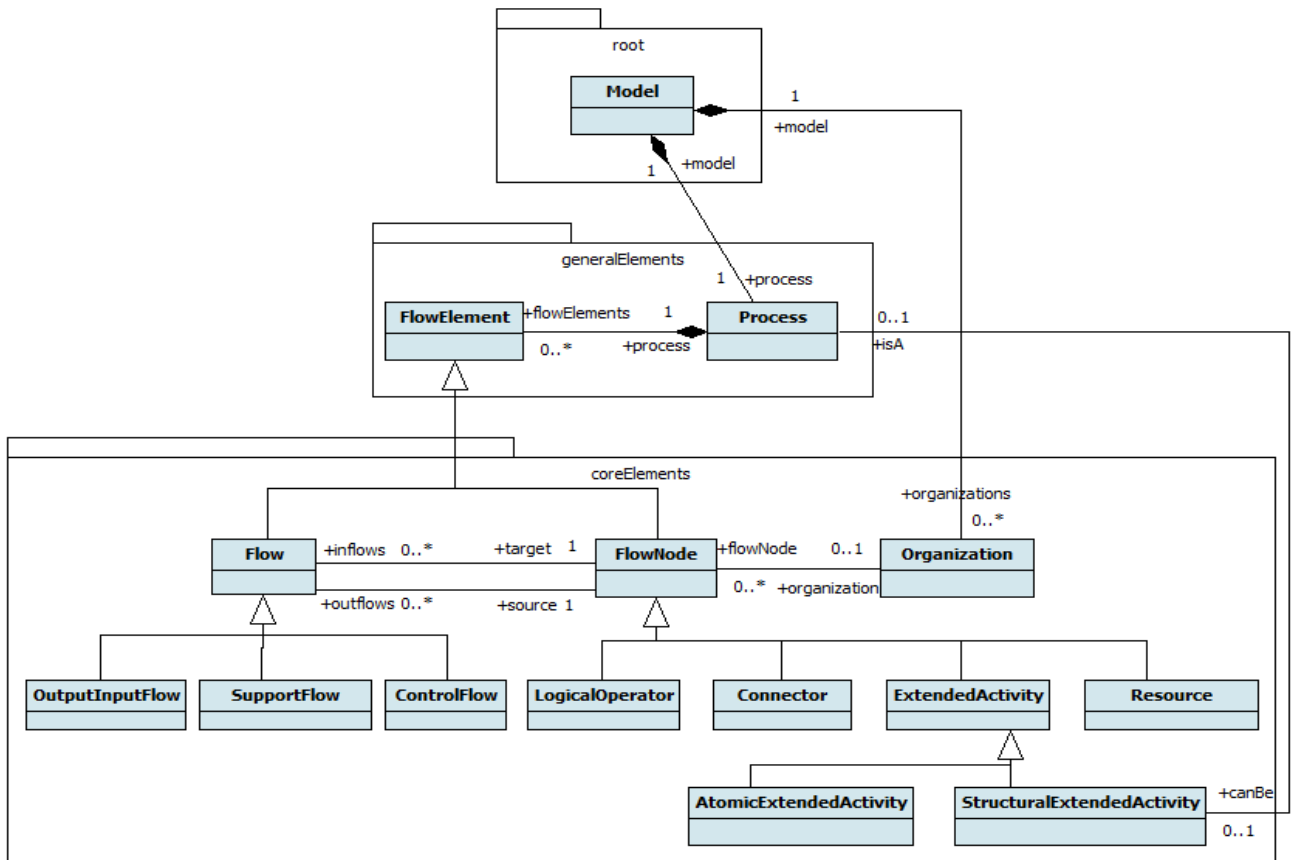 root
Model
1
+model
+model
1
generalElements
1
+process
FlowElement
+flowElements
1
Process
0..1
0..*
+process
+isA
coreElements
+organizations
0..*
Flow
+inflows
0..*
+target
1
FlowNode
+flowNode
0..1
Organization
+outflows
0..*
+source
1
0..*
+organization
OutputInputFlow
SupportFlow
ControlFlow
LogicalOperator
Connector
ExtendedActivity
Resource
AtomicExtendedActivity
StructuralExtendedActivity
+canBe
0..1